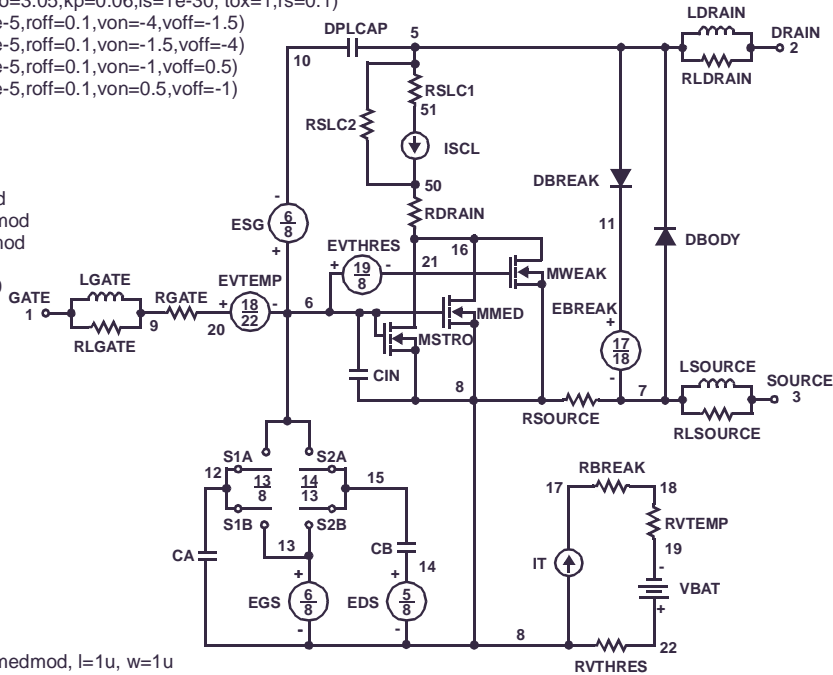 o=3.05,kp=0.06,is=1e-30, tox=1,rs=0.1)
e-5,roff=0.1,von=-4,voff=-1.5)
e-5,roff=0.1,von=-1.5,voff=-4)
e-5,roff=0.1,von=-1,voff=0.5)
e-5,roff=0.1,von=0.5,voff=-1)
d
mod
mod
)
LDRAIN
DPLCAP
5
DRAIN
2
10
RLDRAIN
RSLC1
51
RSLC2
ISCL
50
DBREAK
RDRAIN
11
DBODY
-
ESG
6
8
+
EVTHRES
16
+
19
8
-
21
MWEAK
LGATE
EVTEMP
GATE
1
RGATE
+
18
22
-
6
9
20
MMED
EBREAK
+
17
18
-
RLGATE
MSTRO
CIN
LSOURCE
8
7
SOURCE
3
RSOURCE
RLSOURCE
S1A
S2A
12
13
8
14
13
15
S1B
S2B
13
CA
CB
14
+
EGS
6
8
-
+
EDS
5
8
-
RBREAK
17
18
RVTEMP
19
IT
-
VBAT
+
8
22
RVTHRES
medmod, l=1u, w=1u